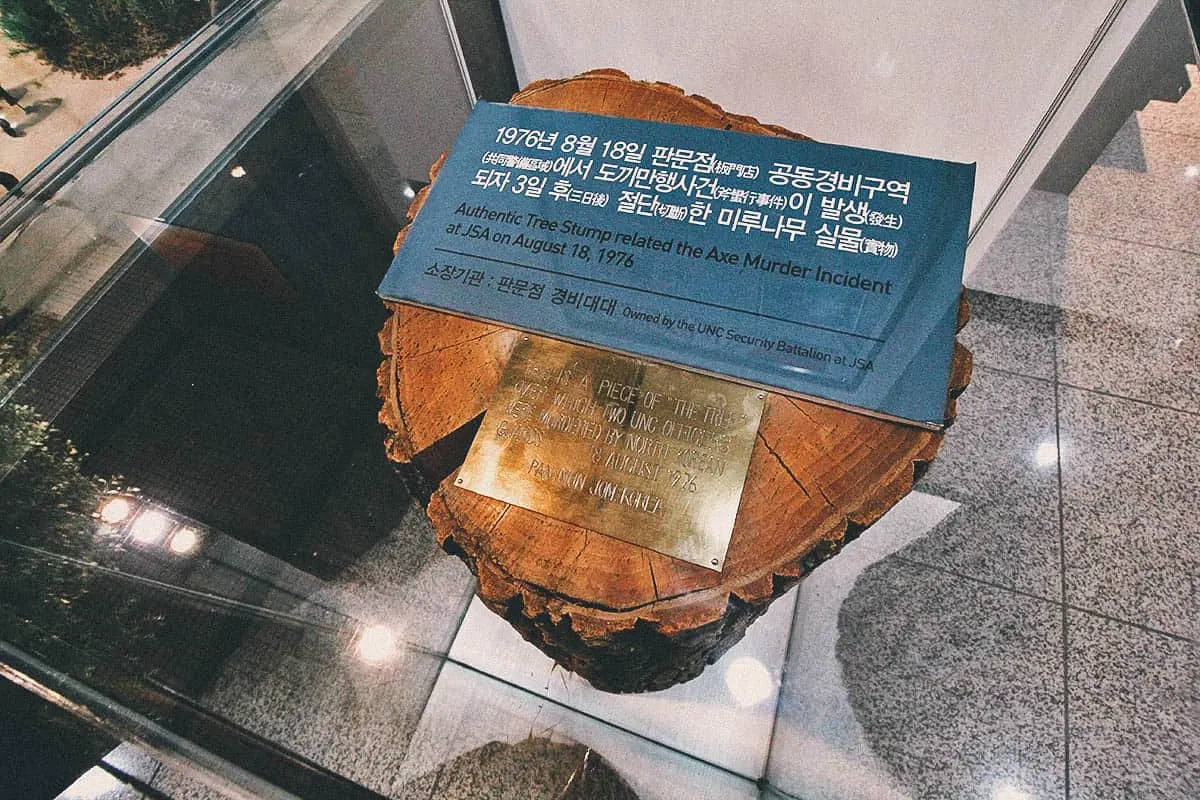 1976년 8월 18일 판문점(板門店) 공동경비구역
(共同警備區域)에서 도끼만행사건(斧蠻行事件)이 발생(發生)
되자 3일 후(三日後) 절단(切斷)한 미루나무 실물(實物)
Authentic Tree Stump related the Axe Murder Incident
at JSA on August 18, 1976
소장기관 : 판문점 경비대대 Owned by the UNC Security Battalion at JSA
IS A PIECE OF "THE TREE"
OVER WHICH TWO UNC OFFICERS
WERE MURDERED BY NORTH KOREAN
18 AUGUST 1976
PAN MUN JOM, KOREA